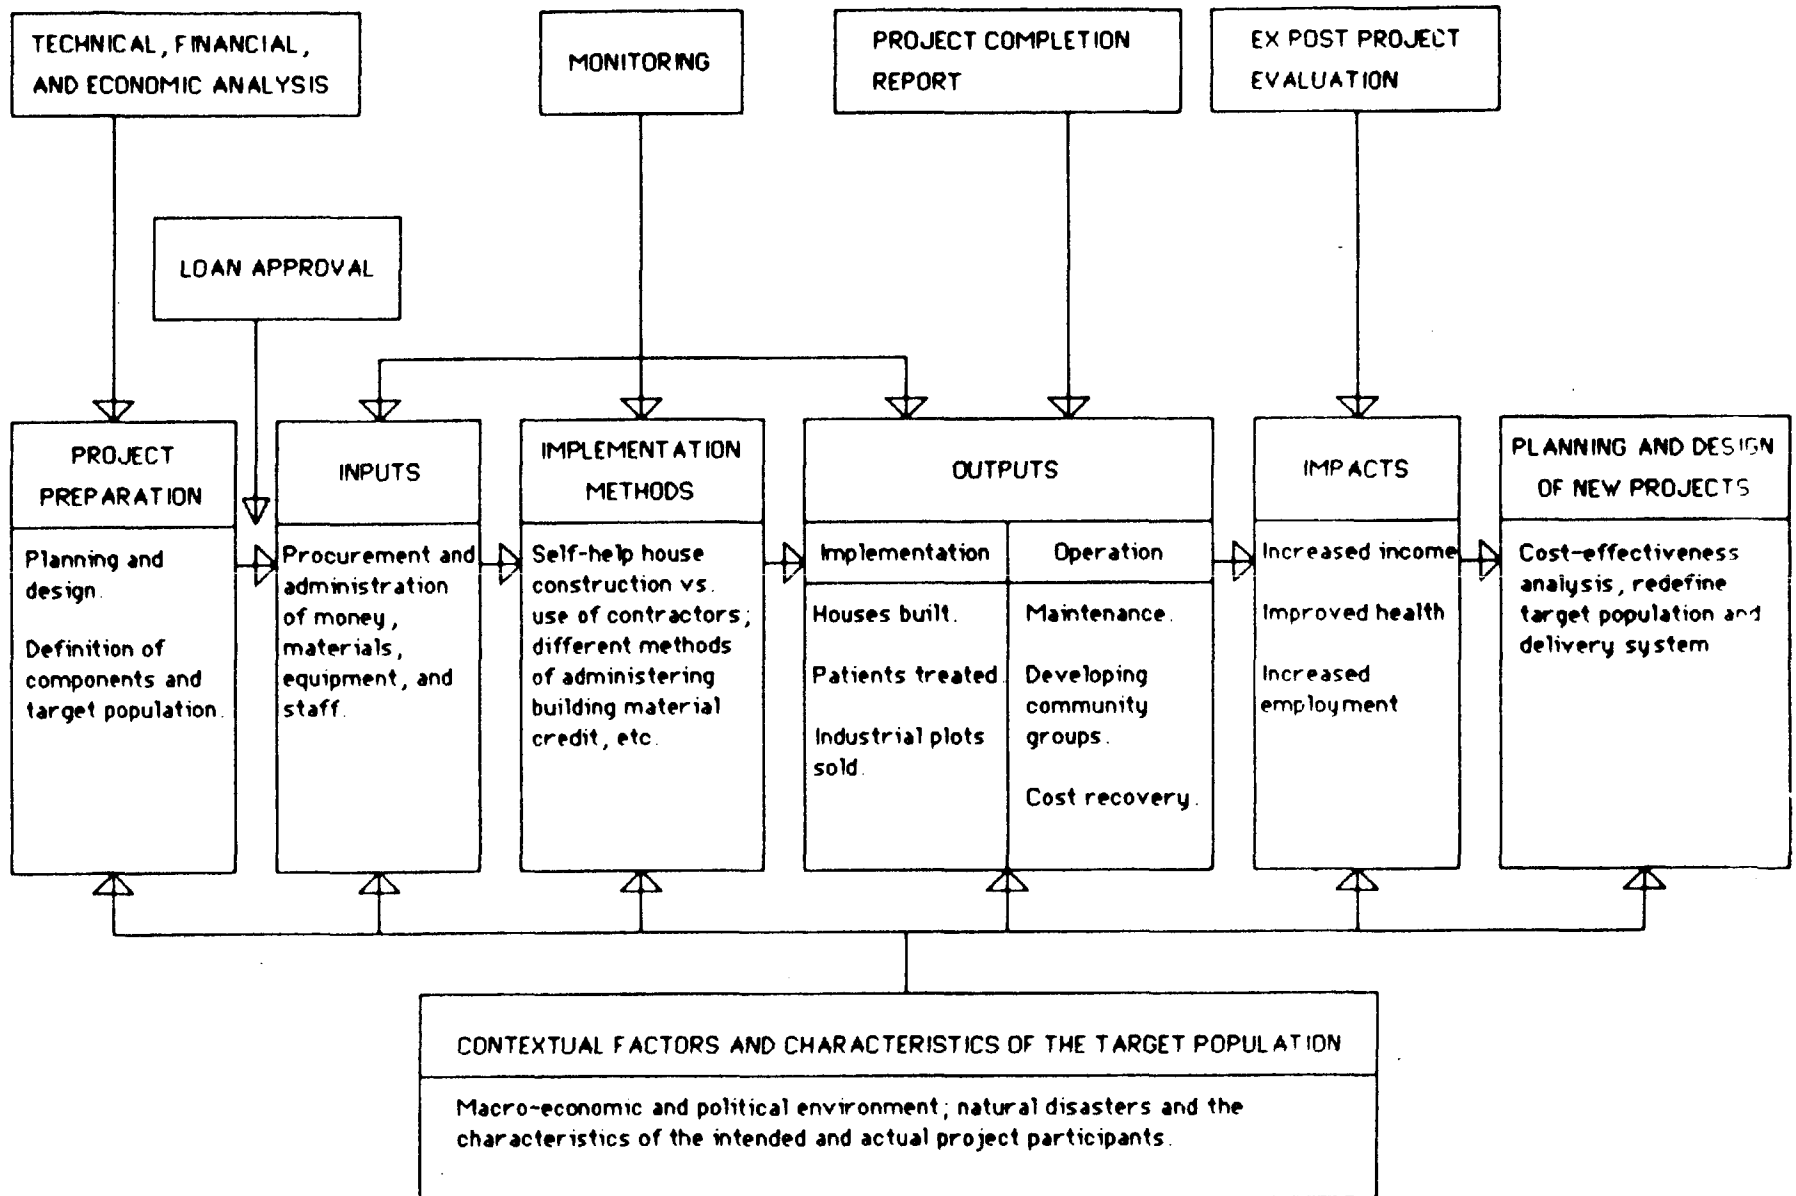 TECHNICAL, FINANCIAL,
AND ECONOMIC ANALYSIS
MONITORING
PROJECT COMPLETION
REPORT
EX POST PROJECT
EVALUATION
LOAN APPROVAL
PROJECT
PREPARATION
Planning and
design.
Definition of
components and
target population.
INPUTS
Procurement and
administration
of money,
materials,
equipment, and
staff.
IMPLEMENTATION
METHODS
Self-help house
construction vs.
use of contractors;
different methods
of administering
building material
credit, etc.
OUTPUTS
Implementation
Houses built.
Patients treated
Industrial plots
sold.
Operation
Maintenance.
Developing
community
groups.
Cost recovery.
IMPACTS
Increased income
Improved health
Increased
employment
PLANNING AND DESIGN
OF NEW PROJECTS
Cost-effectiveness
analysis, redefine
target population and
delivery system
CONTEXTUAL FACTORS AND CHARACTERISTICS OF THE TARGET POPULATION
Macro-economic and political environment; natural disasters and the
characteristics of the intended and actual project participants.